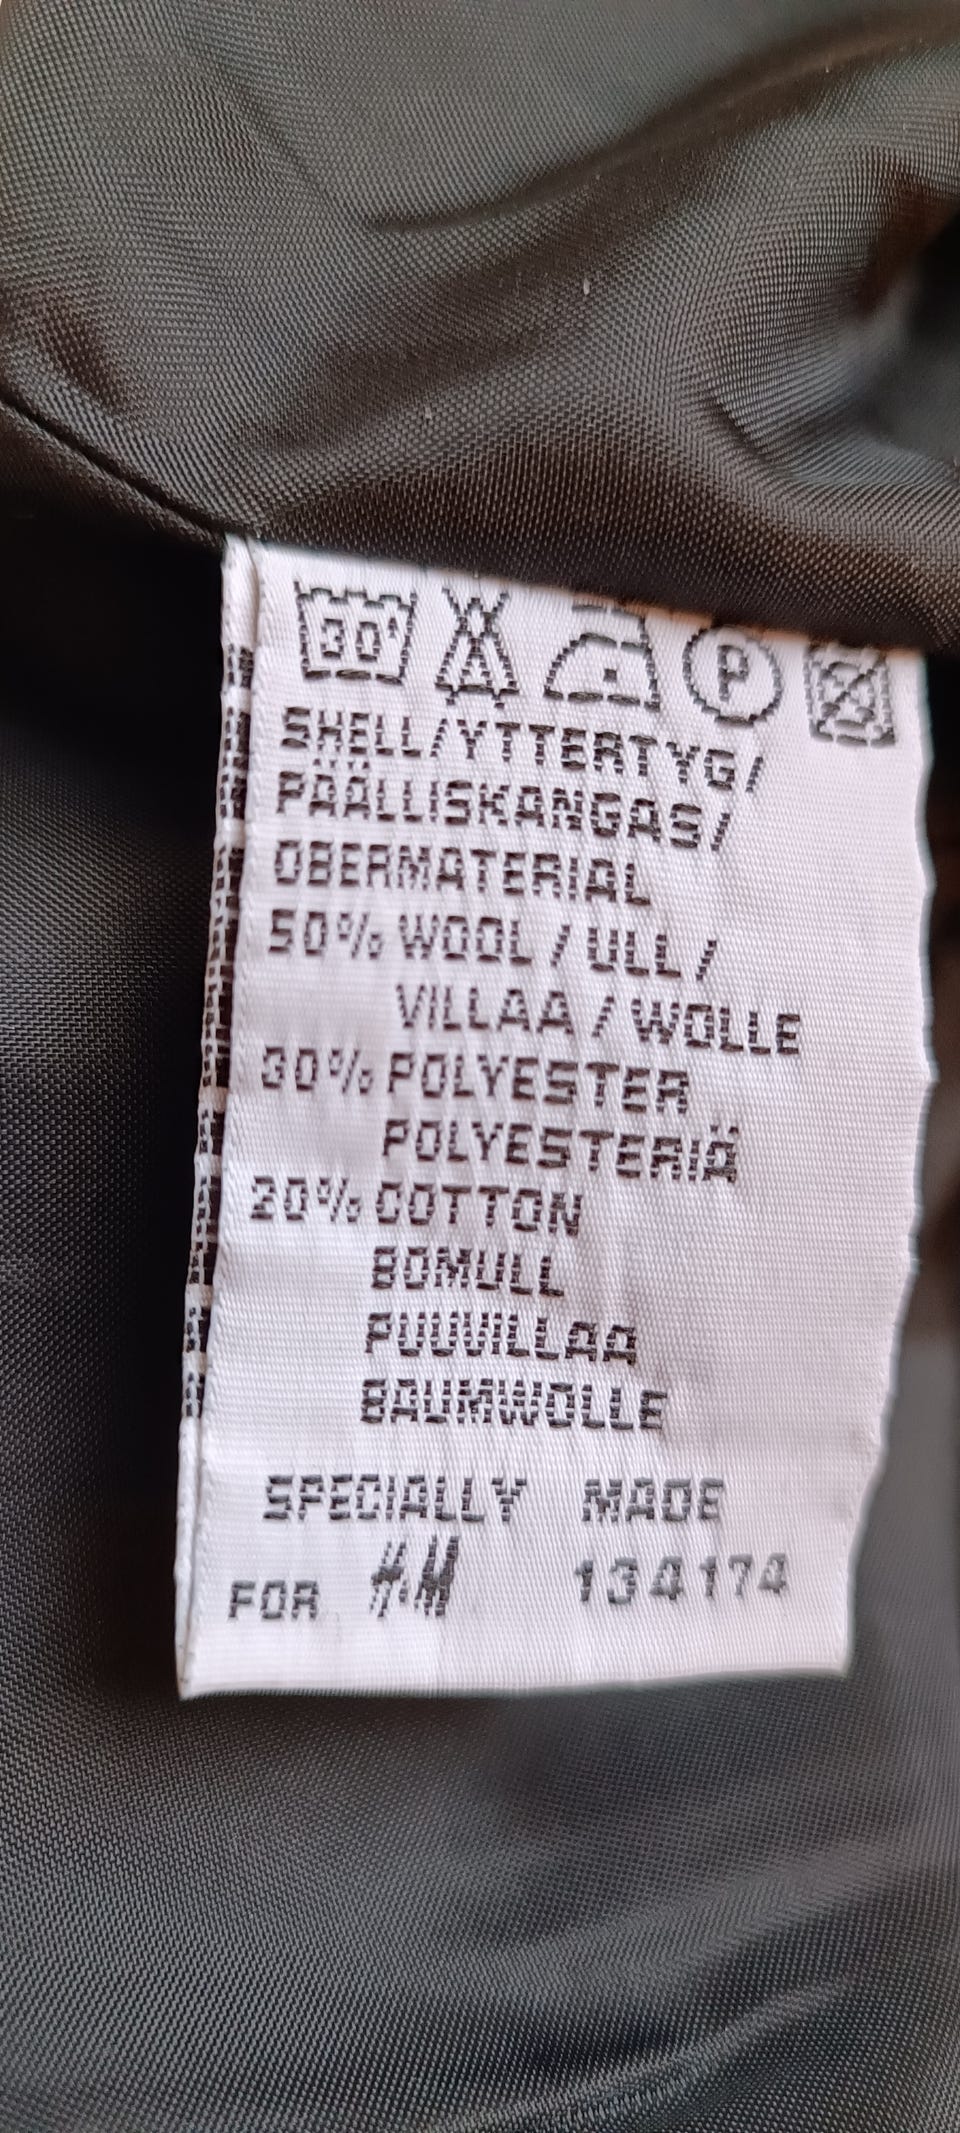 30°
P
SHELL/YTTERTYG/
PÄÄLLISKANGAS/
OBERMATERIAL
50% WOOL / ULL /
VILLAA / WOLLE
30% POLYESTER
POLYESTERIÄ
20% COTTON
BOMULL
PUUVILLAA
BAUMWOLLE
SPECIALLY MADE
FOR H&M 134174